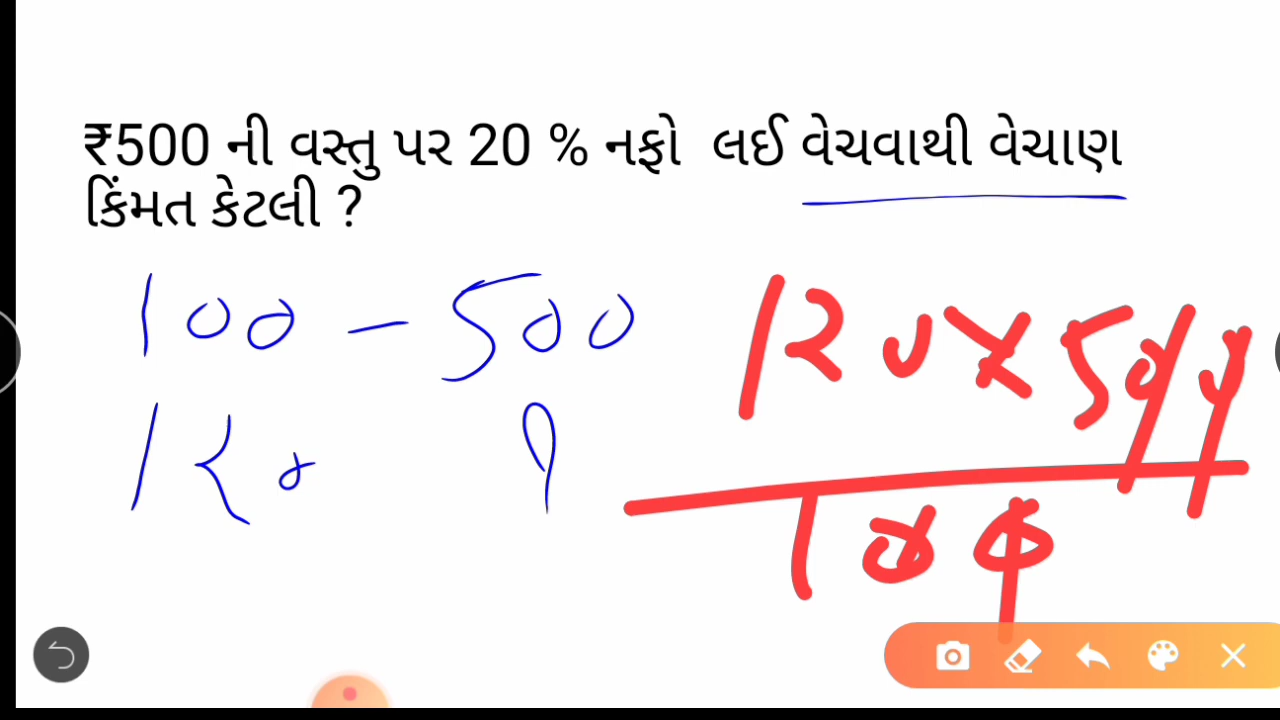 ₹500 ની વસ્તુ પર 20 % નફો લઈ વેચવાથી વેચાણ
કિંમત કેટલી ?
100 – 500
120 ?
120 × 500
100